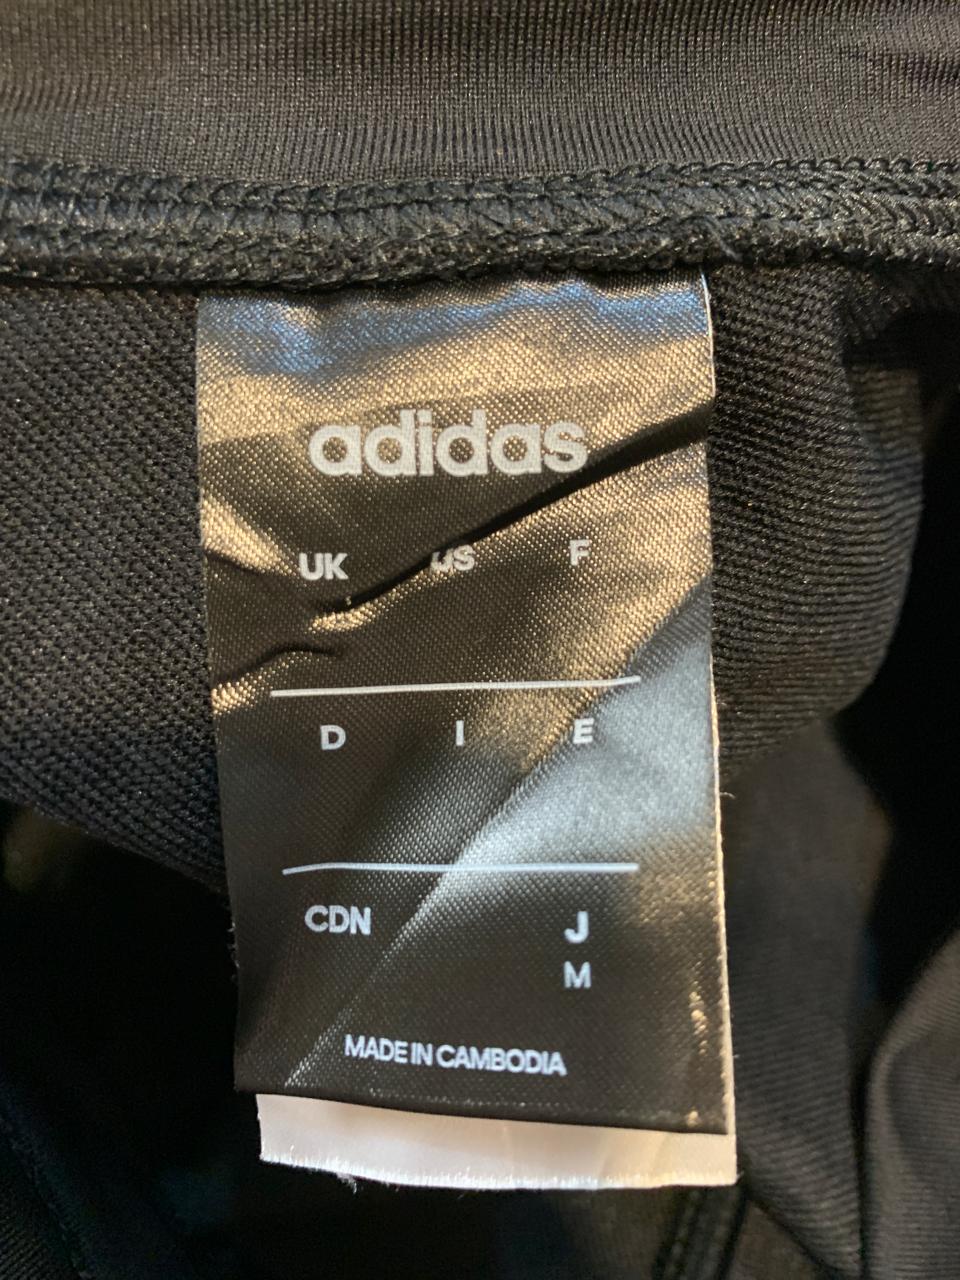 adidas
UK US F
D I E
CDN J
M
MADE IN CAMBODIA